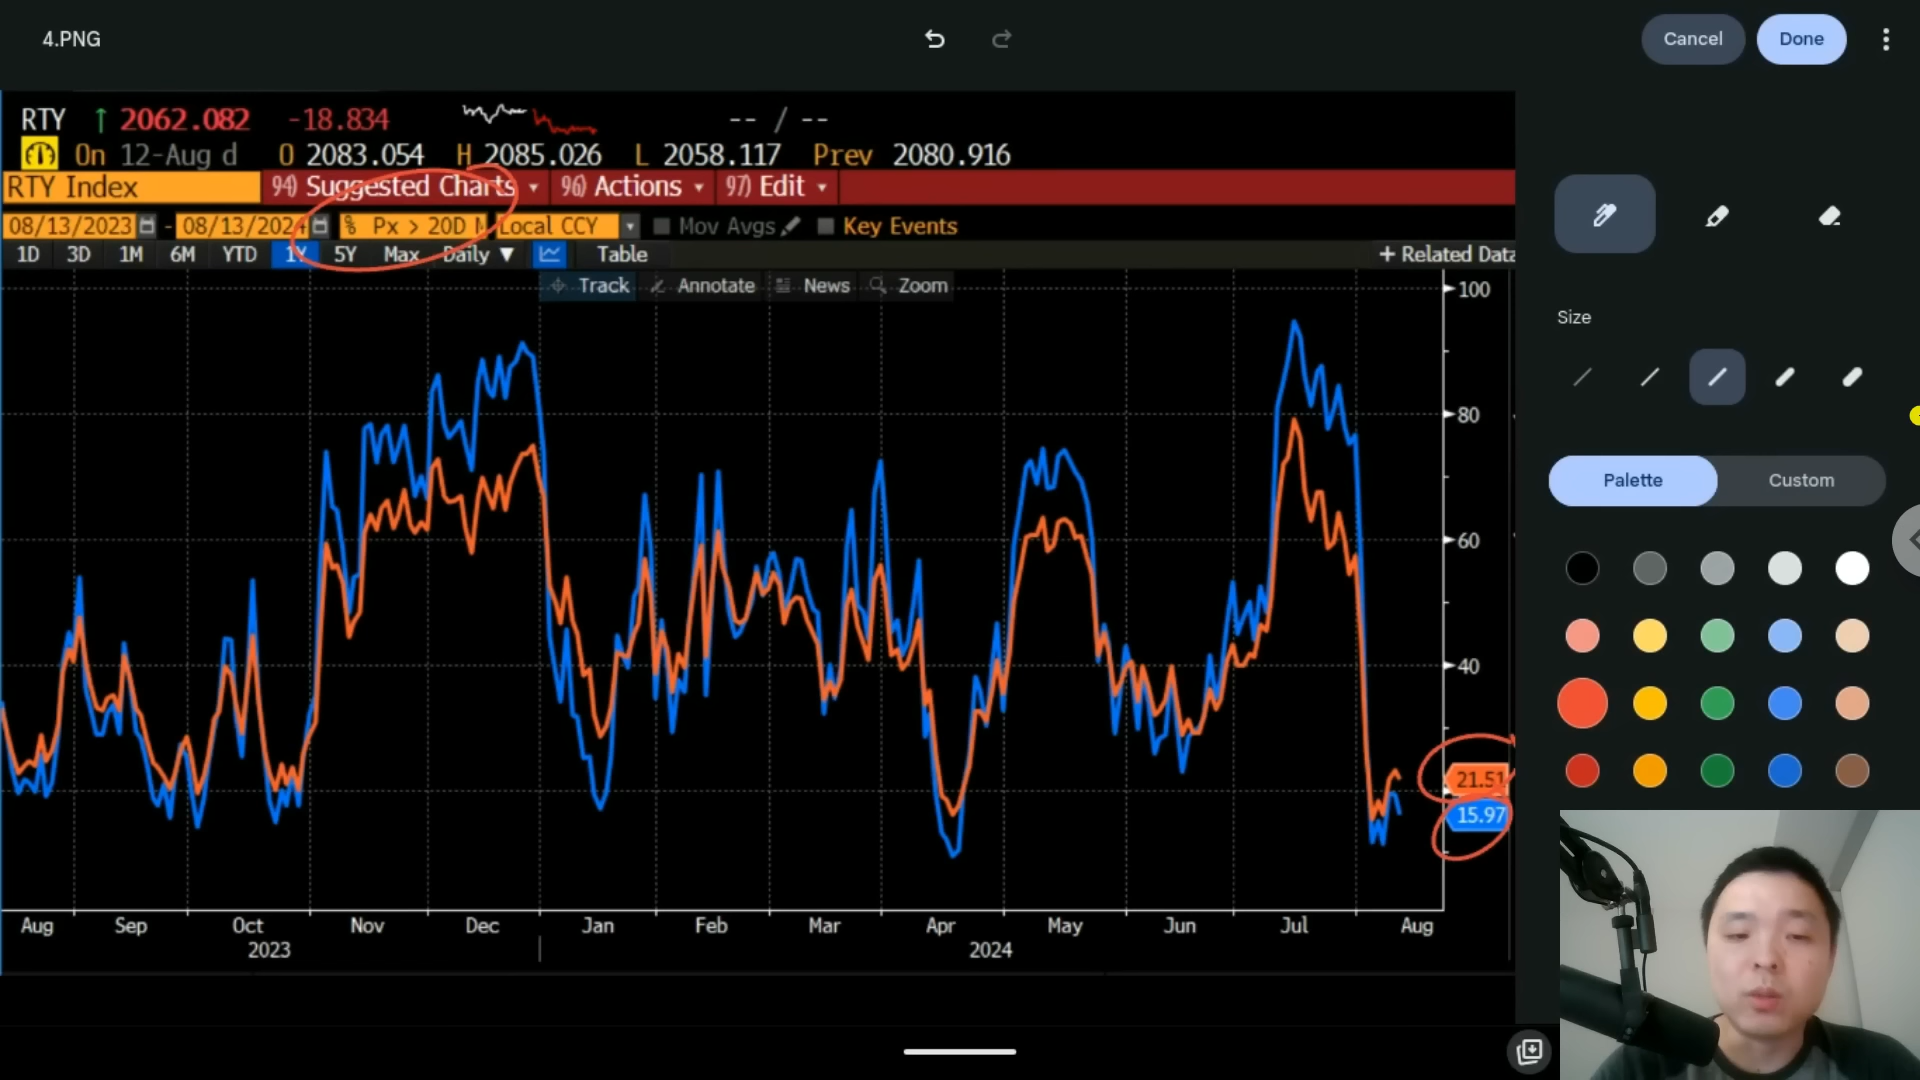 4.PNG
Cancel
Done
RTY ↑ 2062.082 -18.834 -- / --
On 12-Aug d O 2083.054 H 2085.026 L 2058.117 Prev 2080.916
RTY Index 94) Suggested Charts 96) Actions 97) Edit
08/13/2023 - 08/13/2024 % Px > 20D M Local CCY Mov Avgs Key Events
1D 3D 1M 6M YTD 1Y 5Y Max Daily ▼ Table + Related Data
Track Annotate News Zoom
100
80
60
40
21.51
15.97
Aug Sep Oct Nov Dec Jan Feb Mar Apr May Jun Jul Aug
2023 2024
Size
Palette Custom